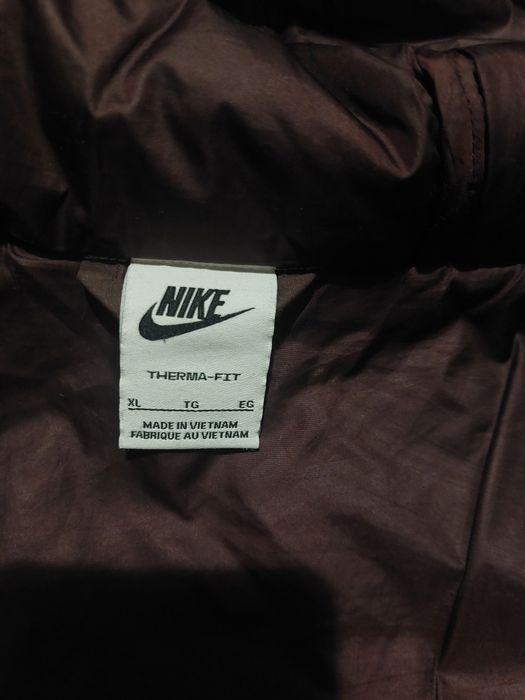 NIKE
THERMA-FIT
XL TG EG
MADE IN VIETNAM
FABRIQUE AU VIETNAM